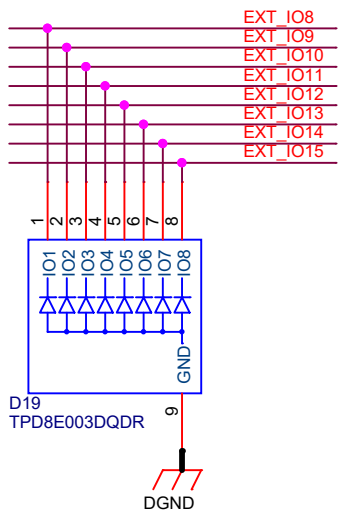 EXT_IO8
EXT_IO9
EXT_IO10
EXT_IO11
EXT_IO12
EXT_IO13
EXT_IO14
EXT_IO15
1
2
3
4
5
6
7
8
IO1
IO2
IO3
IO4
IO5
IO6
IO7
IO8
GND
D19
TPD8E003DQDR
9
DGND